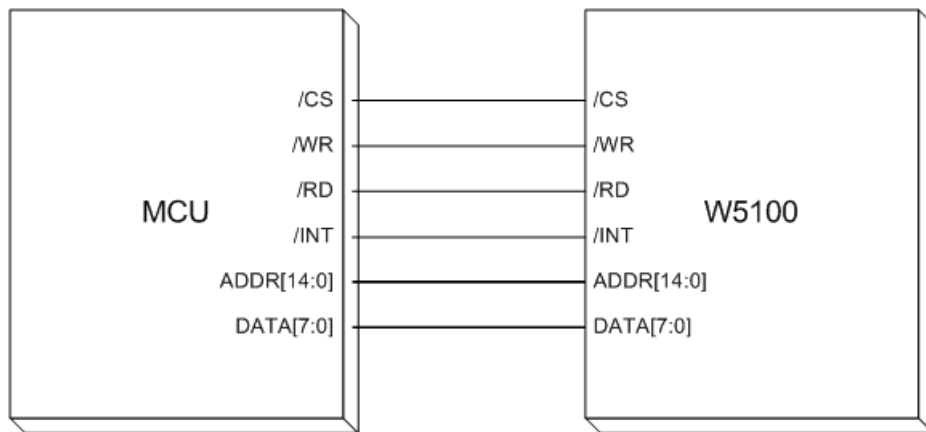 /CS
/CS
/WR
/WR
/RD
/RD
MCU
W5100
/INT
/INT
ADDR[14:0]
ADDR[14:0]
DATA[7:0]
DATA[7:0]